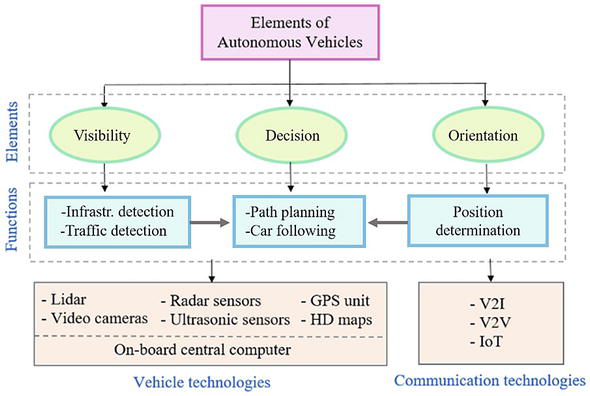 Elements of
Autonomous Vehicles
Elements
Visibility
Decision
Orientation
Functions
-Infrastr. detection
-Traffic detection
-Path planning
-Car following
Position
determination
- Lidar
- Video cameras
- Radar sensors
- Ultrasonic sensors
- GPS unit
- HD maps
On-board central computer
- V2I
- V2V
- IoT
Vehicle technologies
Communication technologies